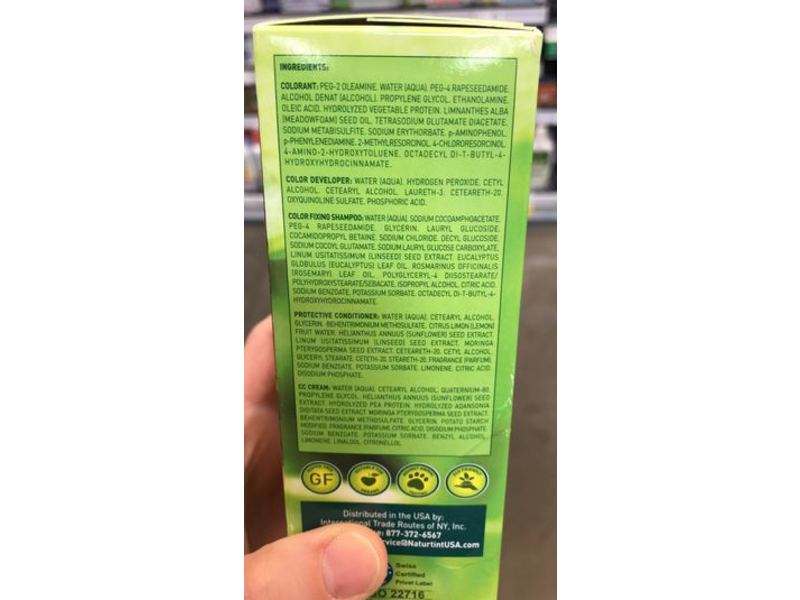 INGREDIENTS:
COLORANT: PEG-2 OLEAMINE, WATER (AQUA), PEG-4 RAPESEEDAMIDE,
ALCOHOL DENAT (ALCOHOL), PROPYLENE GLYCOL, ETHANOLAMINE,
OLEIC ACID, HYDROLYZED VEGETABLE PROTEIN, LIMNANTHES ALBA
(MEADOWFOAM) SEED OIL, TETRASODIUM GLUTAMATE DIACETATE,
SODIUM METABISULFITE, SODIUM ERYTHORBATE, p-AMINOPHENOL,
p-PHENYLENEDIAMINE, 2-METHYLRESORCINOL, 4-CHLORORESORCINOL,
4-AMINO-2-HYDROXYTOLUENE, OCTADECYL DI-T-BUTYL-4-
HYDROXYHYDROCINNAMATE.
COLOR DEVELOPER: WATER (AQUA), HYDROGEN PEROXIDE, CETYL
ALCOHOL, CETEARYL ALCOHOL, LAURETH-3, CETEARETH-20,
OXYQUINOLINE SULFATE, PHOSPHORIC ACID.
COLOR FIXING SHAMPOO: WATER (AQUA), SODIUM COCOAMPHOACETATE,
PEG-4 RAPESEEDAMIDE, GLYCERIN, LAURYL GLUCOSIDE,
COCAMIDOPROPYL BETAINE, SODIUM CHLORIDE, DECYL GLUCOSIDE,
SODIUM COCOYL GLUTAMATE, SODIUM LAURYL GLUCOSE CARBOXYLATE,
LINUM USITATISSIMUM (LINSEED) SEED EXTRACT, EUCALYPTUS
GLOBULUS (EUCALYPTUS) LEAF OIL, ROSMARINUS OFFICINALIS
(ROSEMARY) LEAF OIL, POLYGLYCERYL-4 DIISOSTEARATE/
POLYHYDROXYSTEARATE/SEBACATE, ISOPROPYL ALCOHOL, CITRIC ACID,
SODIUM BENZOATE, POTASSIUM SORBATE, OCTADECYL DI-T-BUTYL-4-
HYDROXYHYDROCINNAMATE.
PROTECTIVE CONDITIONER: WATER (AQUA), CETEARYL ALCOHOL,
GLYCERIN, BEHENTRIMONIUM METHOSULFATE, CITRUS LIMON (LEMON)
FRUIT WATER, HELIANTHUS ANNUUS (SUNFLOWER) SEED EXTRACT,
LINUM USITATISSIMUM (LINSEED) SEED EXTRACT, MORINGA
PTERYGOSPERMA SEED EXTRACT, CETEARETH-20, CETYL ALCOHOL,
GLYCERYL STEARATE, CETETH-20, STEARETH-20, FRAGRANCE (PARFUM),
SODIUM BENZOATE, POTASSIUM SORBATE, LIMONENE, CITRIC ACID,
DISODIUM PHOSPHATE.
CC CREAM: WATER (AQUA), CETEARYL ALCOHOL, QUATERNIUM-80,
PROPYLENE GLYCOL, HELIANTHUS ANNUUS (SUNFLOWER) SEED
EXTRACT, HYDROLYZED PEA PROTEIN, HYDROLYZED ADANSONIA
DIGITATA SEED EXTRACT, MORINGA PTERYGOSPERMA SEED EXTRACT,
BEHENTRIMONIUM METHOSULFATE, GLYCERIN, POTATO STARCH
MODIFIED, FRAGRANCE (PARFUM), CITRIC ACID, DISODIUM PHOSPHATE,
SODIUM BENZOATE, POTASSIUM SORBATE, BENZYL ALCOHOL,
LIMONENE, LINALOOL, CITRONELLOL.
GF
Distributed in the USA by:
International Trade Routes of NY, Inc.
877-372-6567
rvice@NaturtintUSA.com
Swiss
Certified
Privat Label
22716